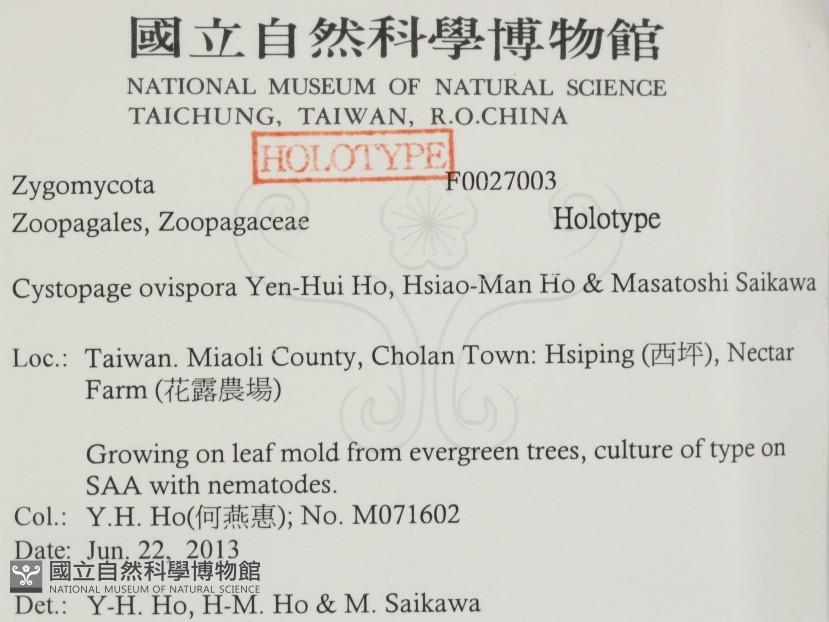 國立自然科學博物館
NATIONAL MUSEUM OF NATURAL SCIENCE
TAICHUNG, TAIWAN, R.O.CHINA
HOLOTYPE
Zygomycota F0027003
Zoopagales, Zoopagaceae Holotype
Cystopage ovispora Yen-Hui Ho, Hsiao-Man Ho & Masatoshi Saikawa
Loc.: Taiwan. Miaoli County, Cholan Town: Hsiping (西坪), Nectar
Farm (花露農場)
Growing on leaf mold from evergreen trees, culture of type on
SAA with nematodes.
Col.: Y.H. Ho(何燕惠); No. M071602
Date: Jun. 22, 2013
國立自然科學博物館
NATIONAL MUSEUM OF NATURAL SCIENCE
Det.: Y-H. Ho, H-M. Ho & M. Saikawa